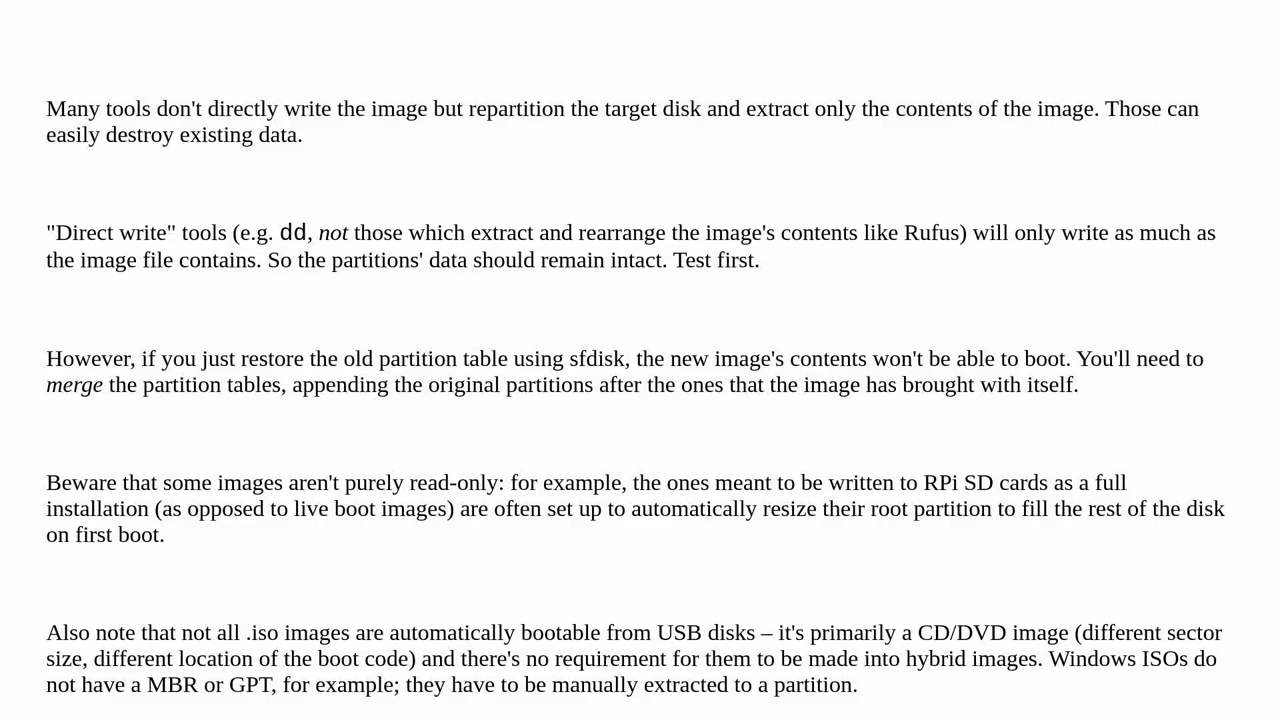 Many tools don't directly write the image but repartition the target disk and extract only the contents of the image. Those can
easily destroy existing data.
"Direct write" tools (e.g. dd, not those which extract and rearrange the image's contents like Rufus) will only write as much as
the image file contains. So the partitions' data should remain intact. Test first.
However, if you just restore the old partition table using sfdisk, the new image's contents won't be able to boot. You'll need to
merge the partition tables, appending the original partitions after the ones that the image has brought with itself.
Beware that some images aren't purely read-only: for example, the ones meant to be written to RPi SD cards as a full
installation (as opposed to live boot images) are often set up to automatically resize their root partition to fill the rest of the disk
on first boot.
Also note that not all .iso images are automatically bootable from USB disks – it's primarily a CD/DVD image (different sector
size, different location of the boot code) and there's no requirement for them to be made into hybrid images. Windows ISOs do
not have a MBR or GPT, for example; they have to be manually extracted to a partition.